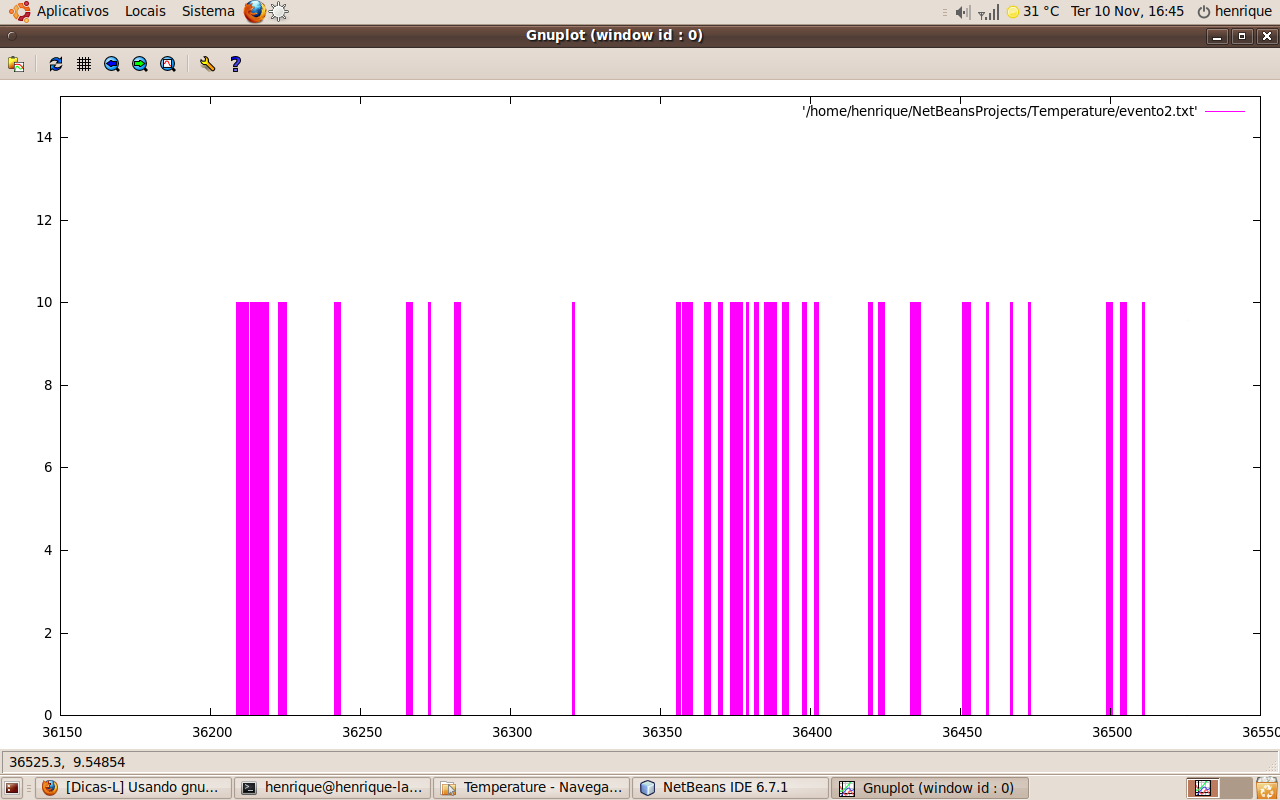 Aplicativos Locais Sistema 31 °C Ter 10 Nov, 16:45 henrique
Gnuplot (window id : 0)
?
'/home/henrique/NetBeansProjects/Temperature/evento2.txt'
14
12
10
8
6
4
2
0
36150 36200 36250 36300 36350 36400 36450 36500 36550
36525.3, 9.54854
[Dicas-L] Usando gnu... henrique@henrique-la... Temperature - Navega... NetBeans IDE 6.7.1 Gnuplot (window id : 0)